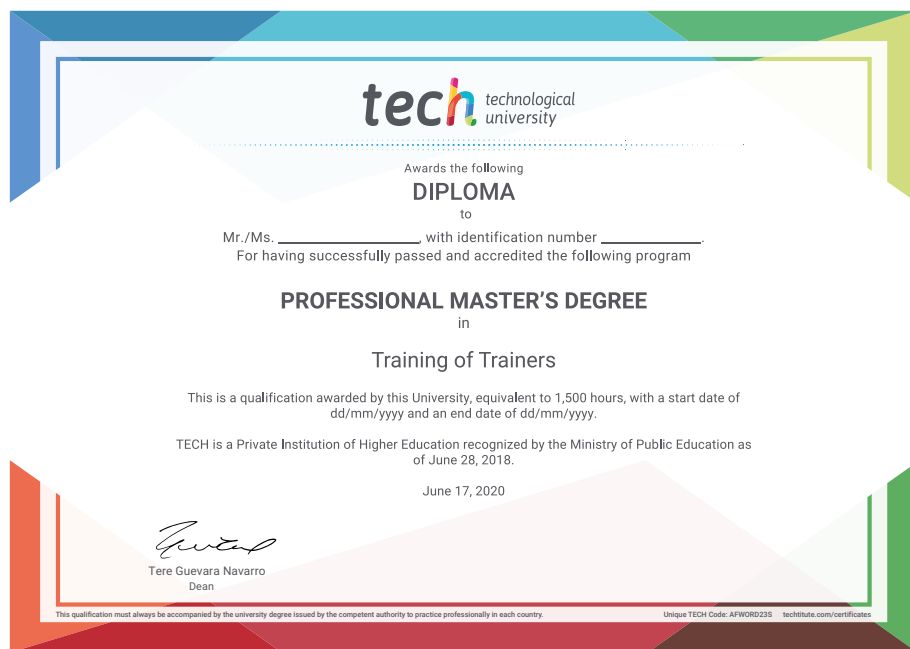 tech technological
university
Awards the following
DIPLOMA
to
Mr./Ms. ____________, with identification number ____________.
For having successfully passed and accredited the following program
PROFESSIONAL MASTER'S DEGREE
in
Training of Trainers
This is a qualification awarded by this University, equivalent to 1,500 hours, with a start date of
dd/mm/yyyy and an end date of dd/mm/yyyy.
TECH is a Private Institution of Higher Education recognized by the Ministry of Public Education as
of June 28, 2018.
June 17, 2020
Tere Guevara Navarro
Dean
This qualification must always be accompanied by the university degree issued by the competent authority to practice professionally in each country. Unique TECH Code: AFWORD23S techtitute.com/certificates